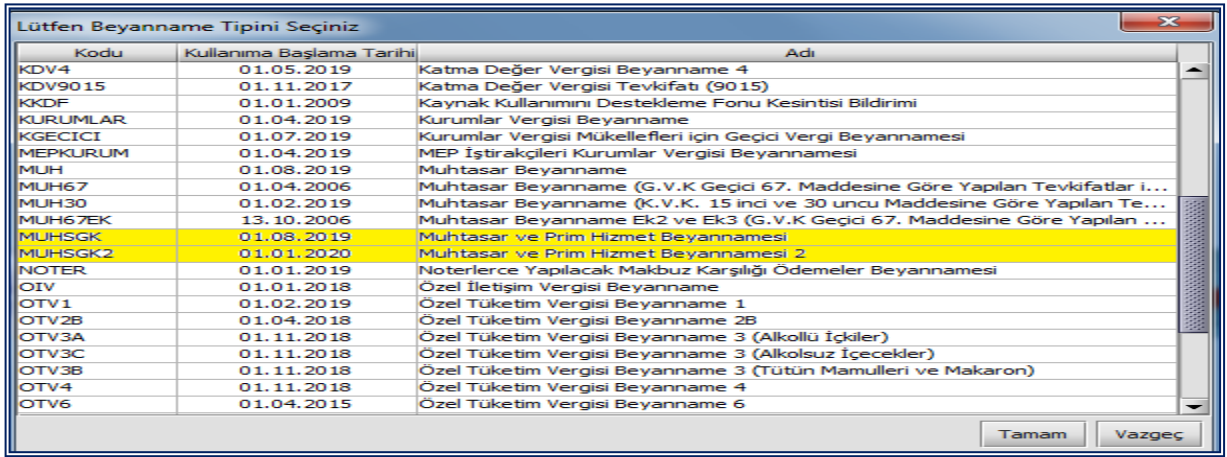 Lütfen Beyanname Tipini Seçiniz
Kodu Kullanıma Başlama Tarihi Adı
KDV4 01.05.2019 Katma Değer Vergisi Beyanname 4
KDV9015 01.11.2017 Katma Değer Vergisi Tevkifatı (9015)
KKDF 01.01.2009 Kaynak Kullanımını Destekleme Fonu Kesintisi Bildirimi
KURUMLAR 01.04.2019 Kurumlar Vergisi Beyanname
KGECICI 01.07.2019 Kurumlar Vergisi Mükellefleri için Geçici Vergi Beyannamesi
MEPKURUM 01.04.2019 MEP İştirakçileri Kurumlar Vergisi Beyannamesi
MUH 01.08.2019 Muhtasar Beyanname
MUH67 01.04.2006 Muhtasar Beyanname (G.V.K Geçici 67. Maddesine Göre Yapılan Tevkifatlar i...
MUH30 01.02.2019 Muhtasar Beyanname (K.V.K. 15 inci ve 30 uncu Maddesine Göre Yapılan Te...
MUH67EK 13.10.2006 Muhtasar Beyanname Ek2 ve Ek3 (G.V.K Geçici 67. Maddesine Göre Yapılan ...
MUHSGK 01.08.2019 Muhtasar ve Prim Hizmet Beyannamesi
MUHSGK2 01.01.2020 Muhtasar ve Prim Hizmet Beyannamesi 2
NOTER 01.01.2019 Noterlerce Yapılacak Makbuz Karşılığı Ödemeler Beyannamesi
OIV 01.01.2018 Özel İletişim Vergisi Beyanname
OTV1 01.02.2019 Özel Tüketim Vergisi Beyanname 1
OTV2B 01.04.2018 Özel Tüketim Vergisi Beyanname 2B
OTV3A 01.11.2018 Özel Tüketim Vergisi Beyanname 3 (Alkollü İçkiler)
OTV3C 01.11.2018 Özel Tüketim Vergisi Beyanname 3 (Alkolsuz İçecekler)
OTV3B 01.11.2018 Özel Tüketim Vergisi Beyanname 3 (Tütün Mamulleri ve Makaron)
OTV4 01.11.2018 Özel Tüketim Vergisi Beyanname 4
OTV6 01.04.2015 Özel Tüketim Vergisi Beyanname 6
Tamam Vazgeç